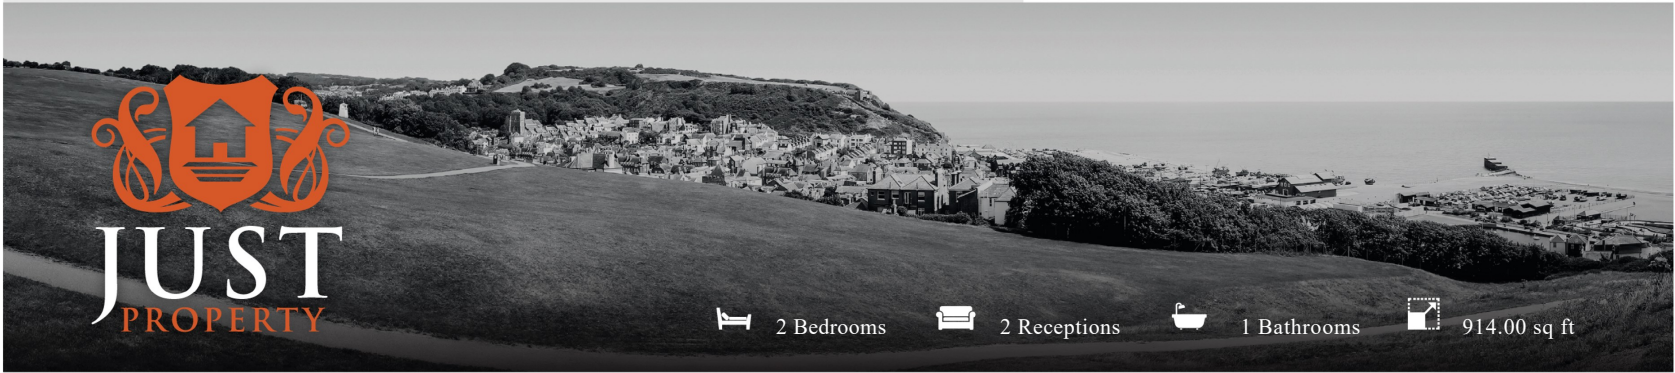 JUST
PROPERTY
2 Bedrooms
2 Receptions
1 Bathrooms
914.00 sq ft